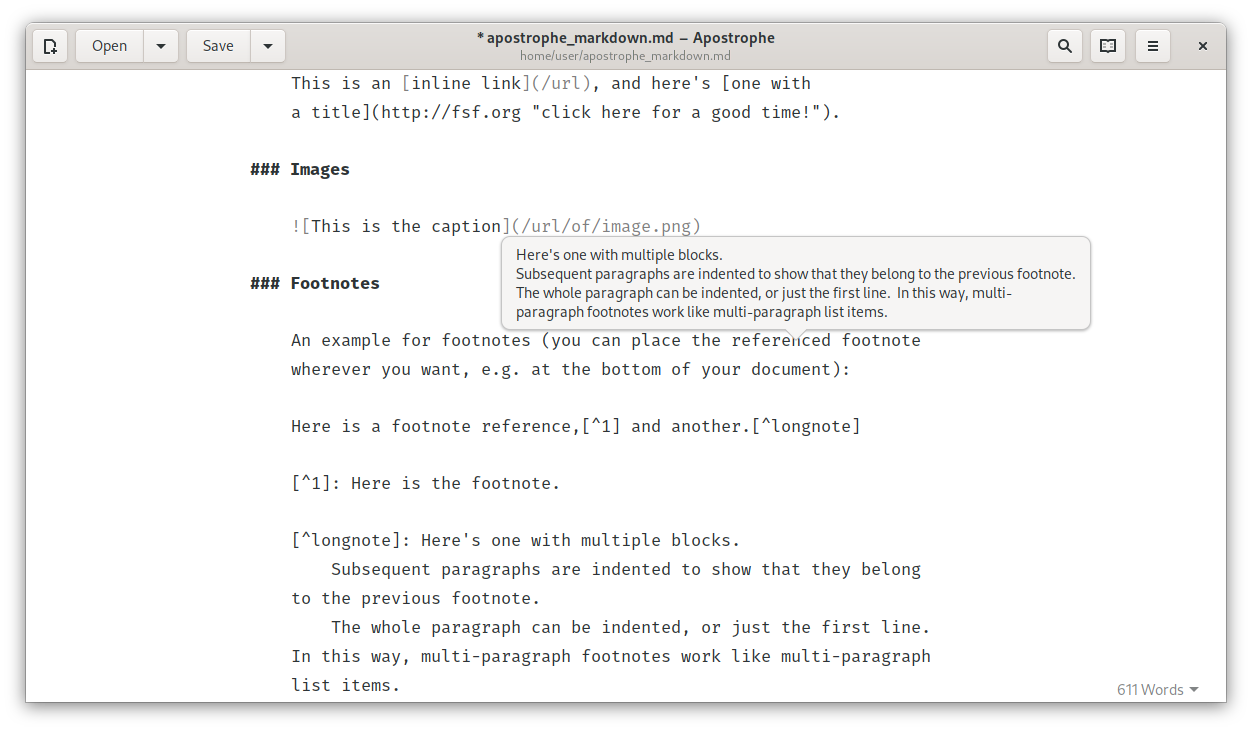 Open
Save
*apostrophe_markdown.md – Apostrophe
home/user/apostrophe_markdown.md
This is an [inline link](/url), and here's [one with
a title](http://fsf.org "click here for a good time!").
### Images
![This is the caption](/url/of/image.png)
Here's one with multiple blocks.
Subsequent paragraphs are indented to show that they belong to the previous footnote.
The whole paragraph can be indented, or just the first line.  In this way, multi-
paragraph footnotes work like multi-paragraph list items.
### Footnotes
An example for footnotes (you can place the referenced footnote
wherever you want, e.g. at the bottom of your document):
Here is a footnote reference,[^1] and another.[^longnote]
[^1]: Here is the footnote.
[^longnote]: Here's one with multiple blocks.
Subsequent paragraphs are indented to show that they belong
to the previous footnote.
The whole paragraph can be indented, or just the first line.
In this way, multi-paragraph footnotes work like multi-paragraph
list items.
611 Words